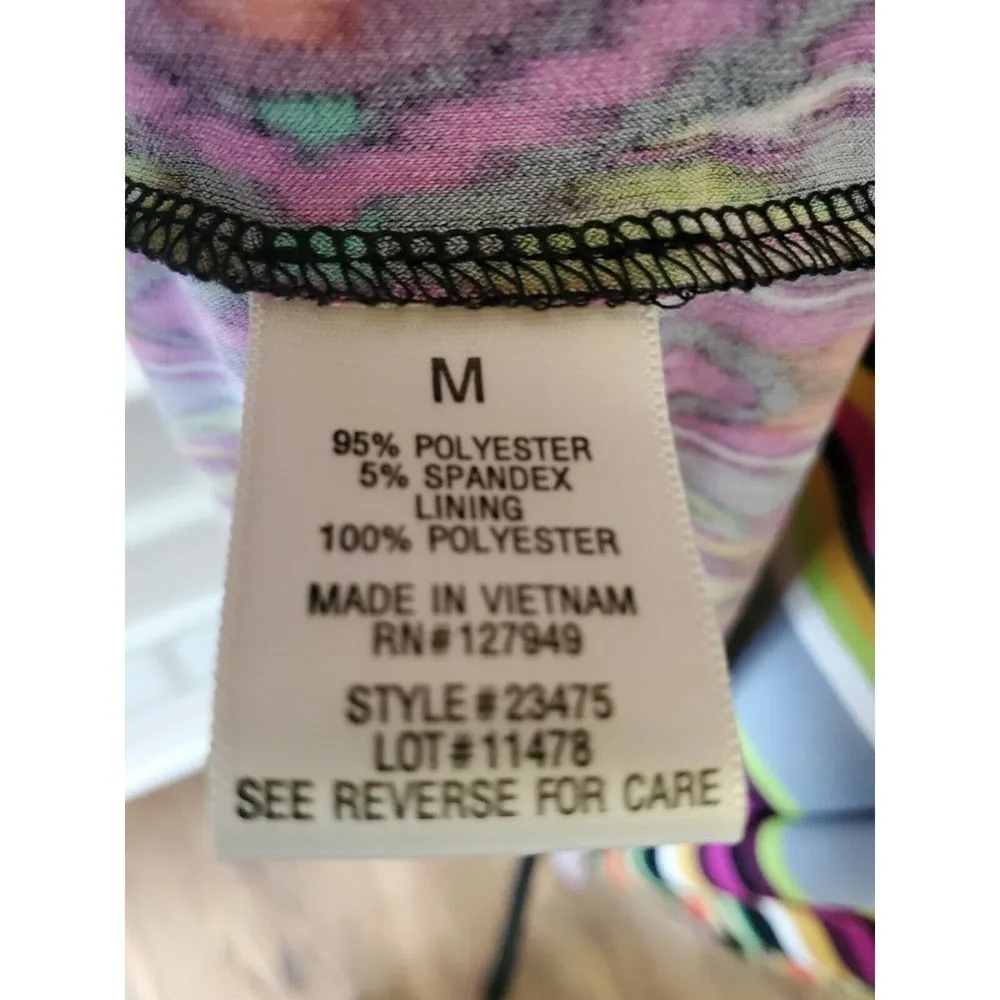 M
95% POLYESTER
5% SPANDEX
LINING
100% POLYESTER
MADE IN VIETNAM
RN#127949
STYLE#23475
LOT#11478
SEE REVERSE FOR CARE